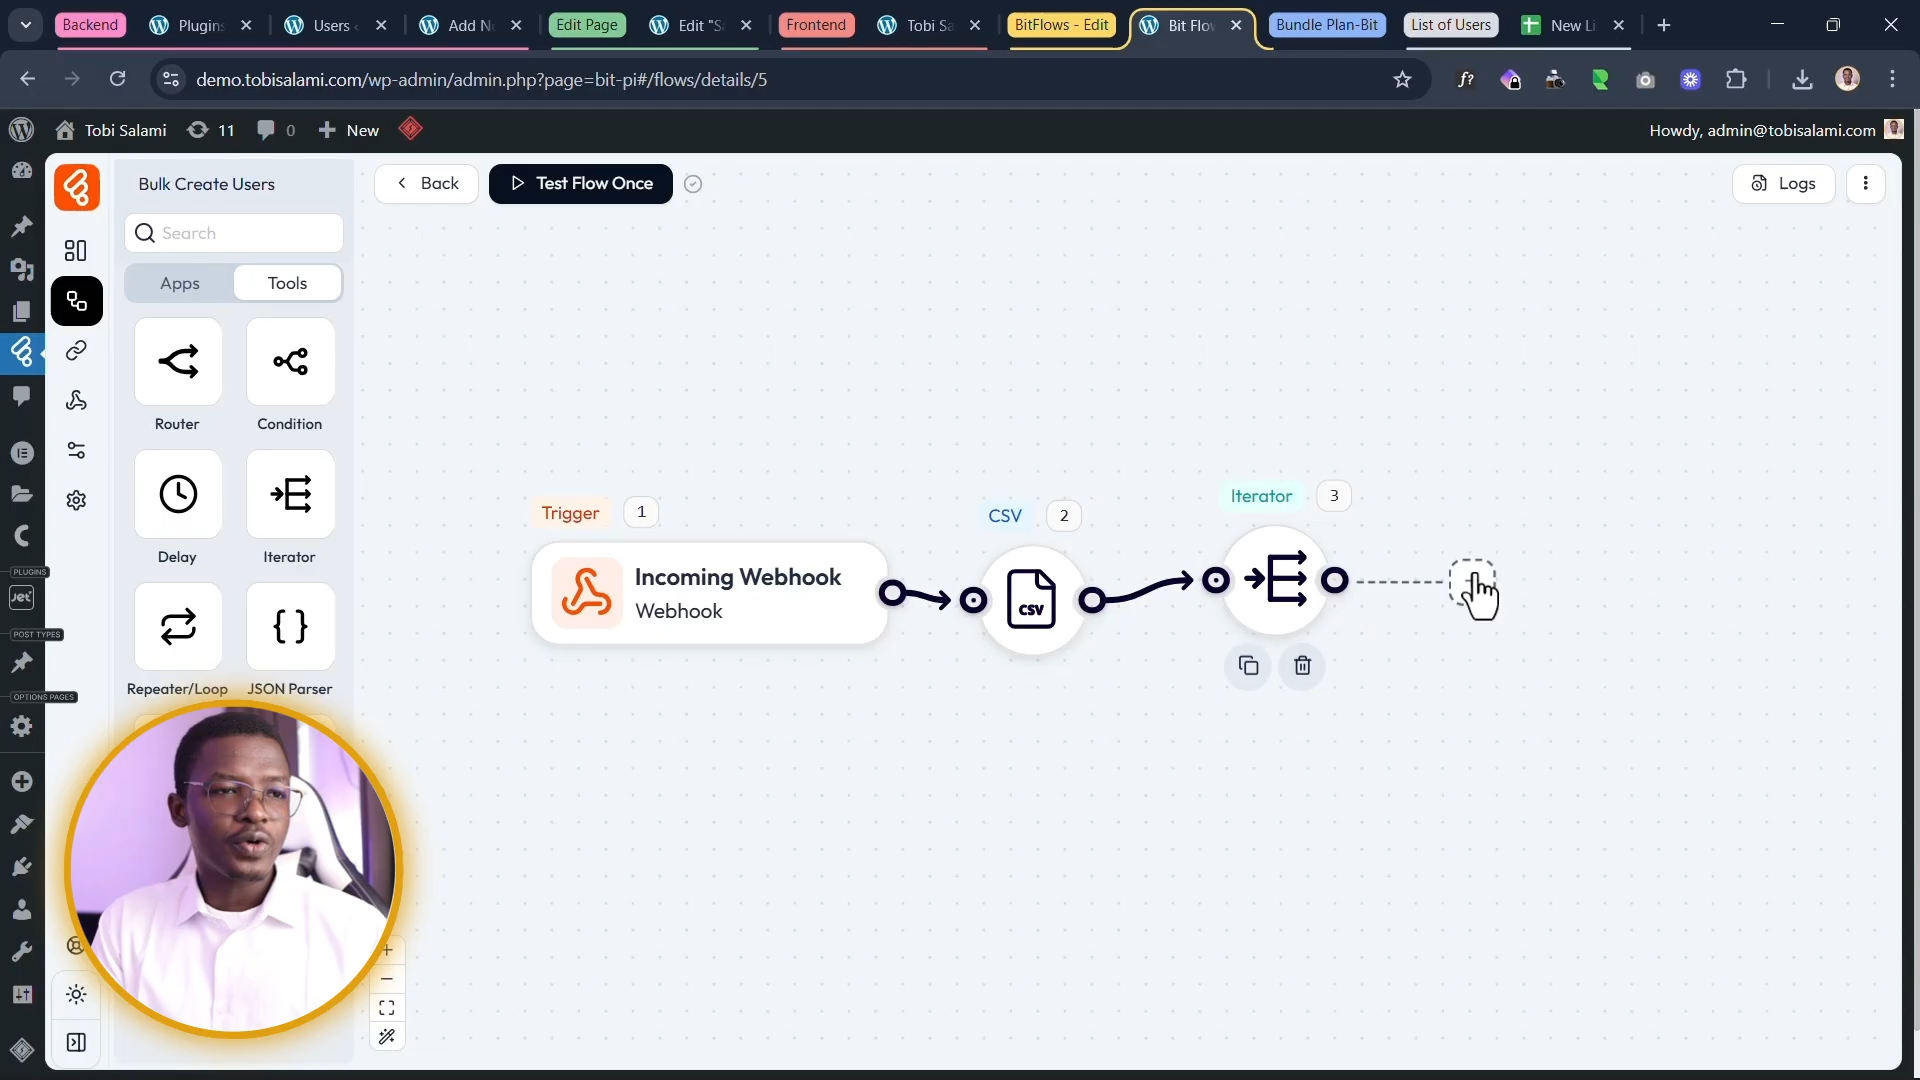 Backend
Plugins
Users
Add N
Edit Page
Edit "S
Frontend
Tobi Sa
BitFlows - Edit
Bit Flo
Bundle Plan-Bit
List of Users
New Li
demo.tobisalami.com/wp-admin/admin.php?page=bit-pi#/flows/details/5
f?
Tobi Salami
11
0
New
Howdy, admin@tobisalami.com
Bulk Create Users
Back
Test Flow Once
Logs
Search
Apps
Tools
Router
Condition
Delay
Iterator
Repeater/Loop
JSON Parser
PLUGINS
Jet
POST TYPES
OPTIONS PAGES
Trigger
1
Incoming Webhook
Webhook
CSV
2
CSV
Iterator
3